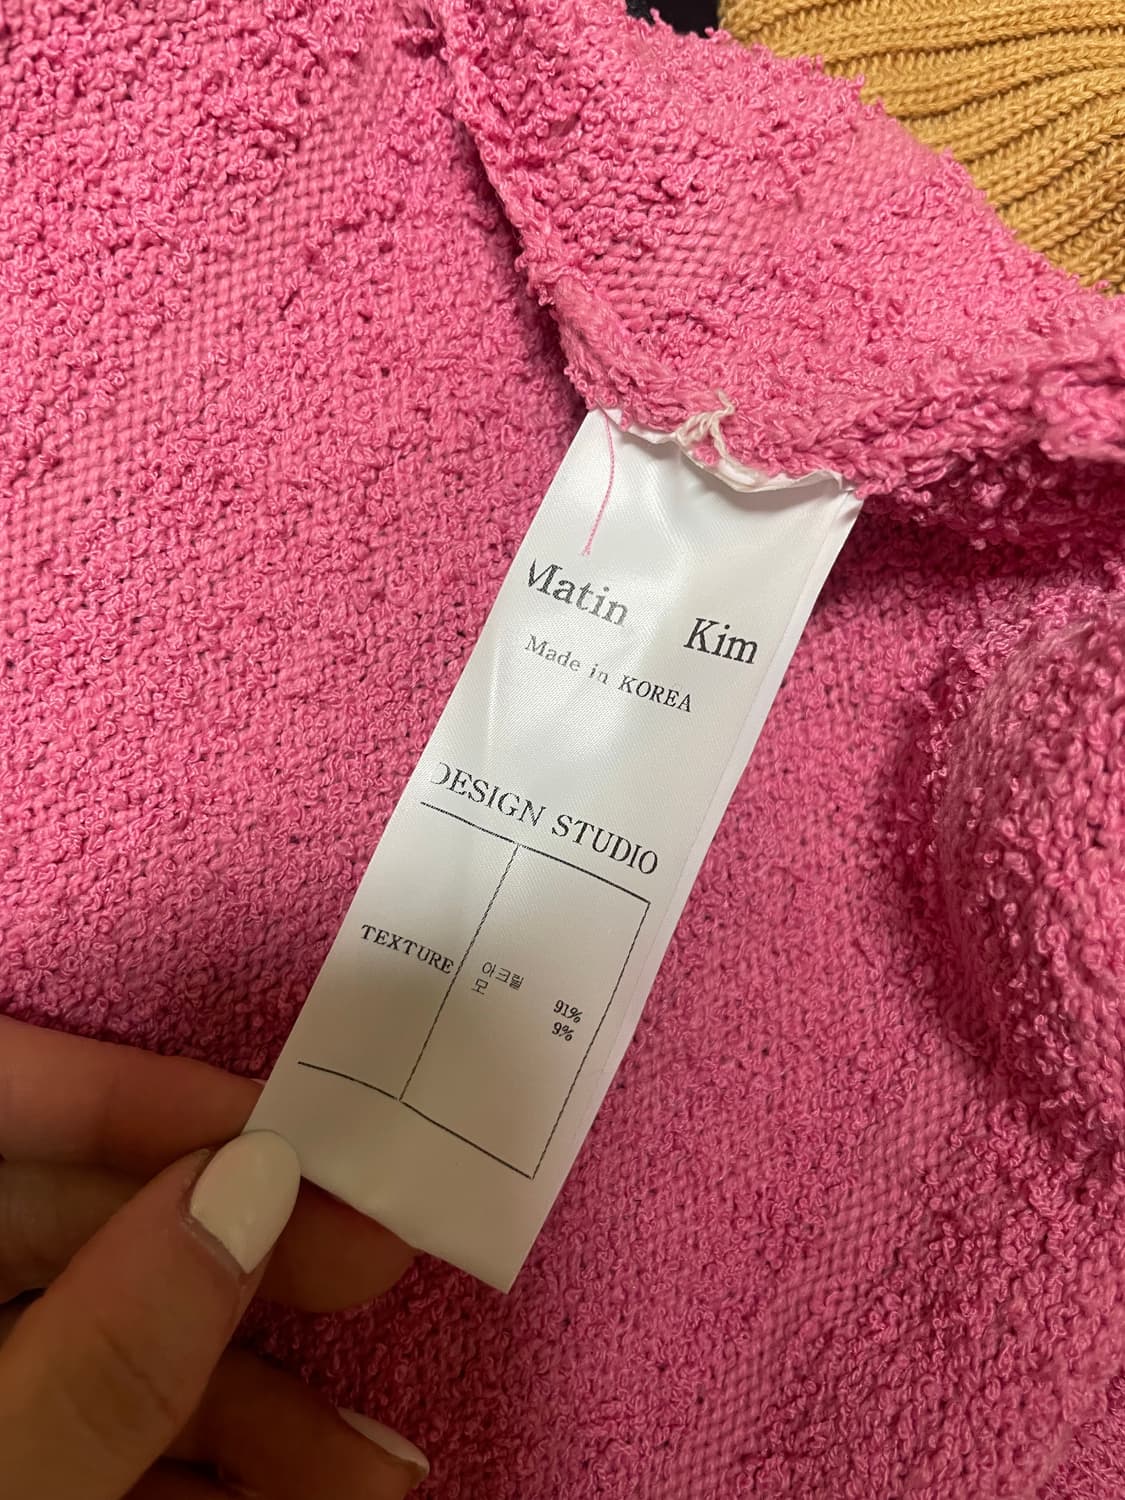 Matin Kim
Made in KOREA
DESIGN STUDIO
TEXTURE
아크릴 91%
모 9%